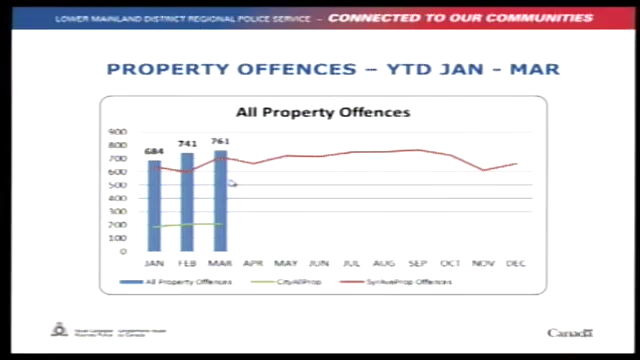 LOWER MAINLAND DISTRICT REGIONAL POLICE SERVICE – CONNECTED TO OUR COMMUNITIES
PROPERTY OFFENCES – YTD JAN - MAR
All Property Offences
900
800
700
600
500
400
300
200
100
0
684
741
761
JAN FEB MAR APR MAY JUN JUL AUG SEP OCT NOV DEC
All Property Offences CityAllProp 5yrAveProp Offences
Canada